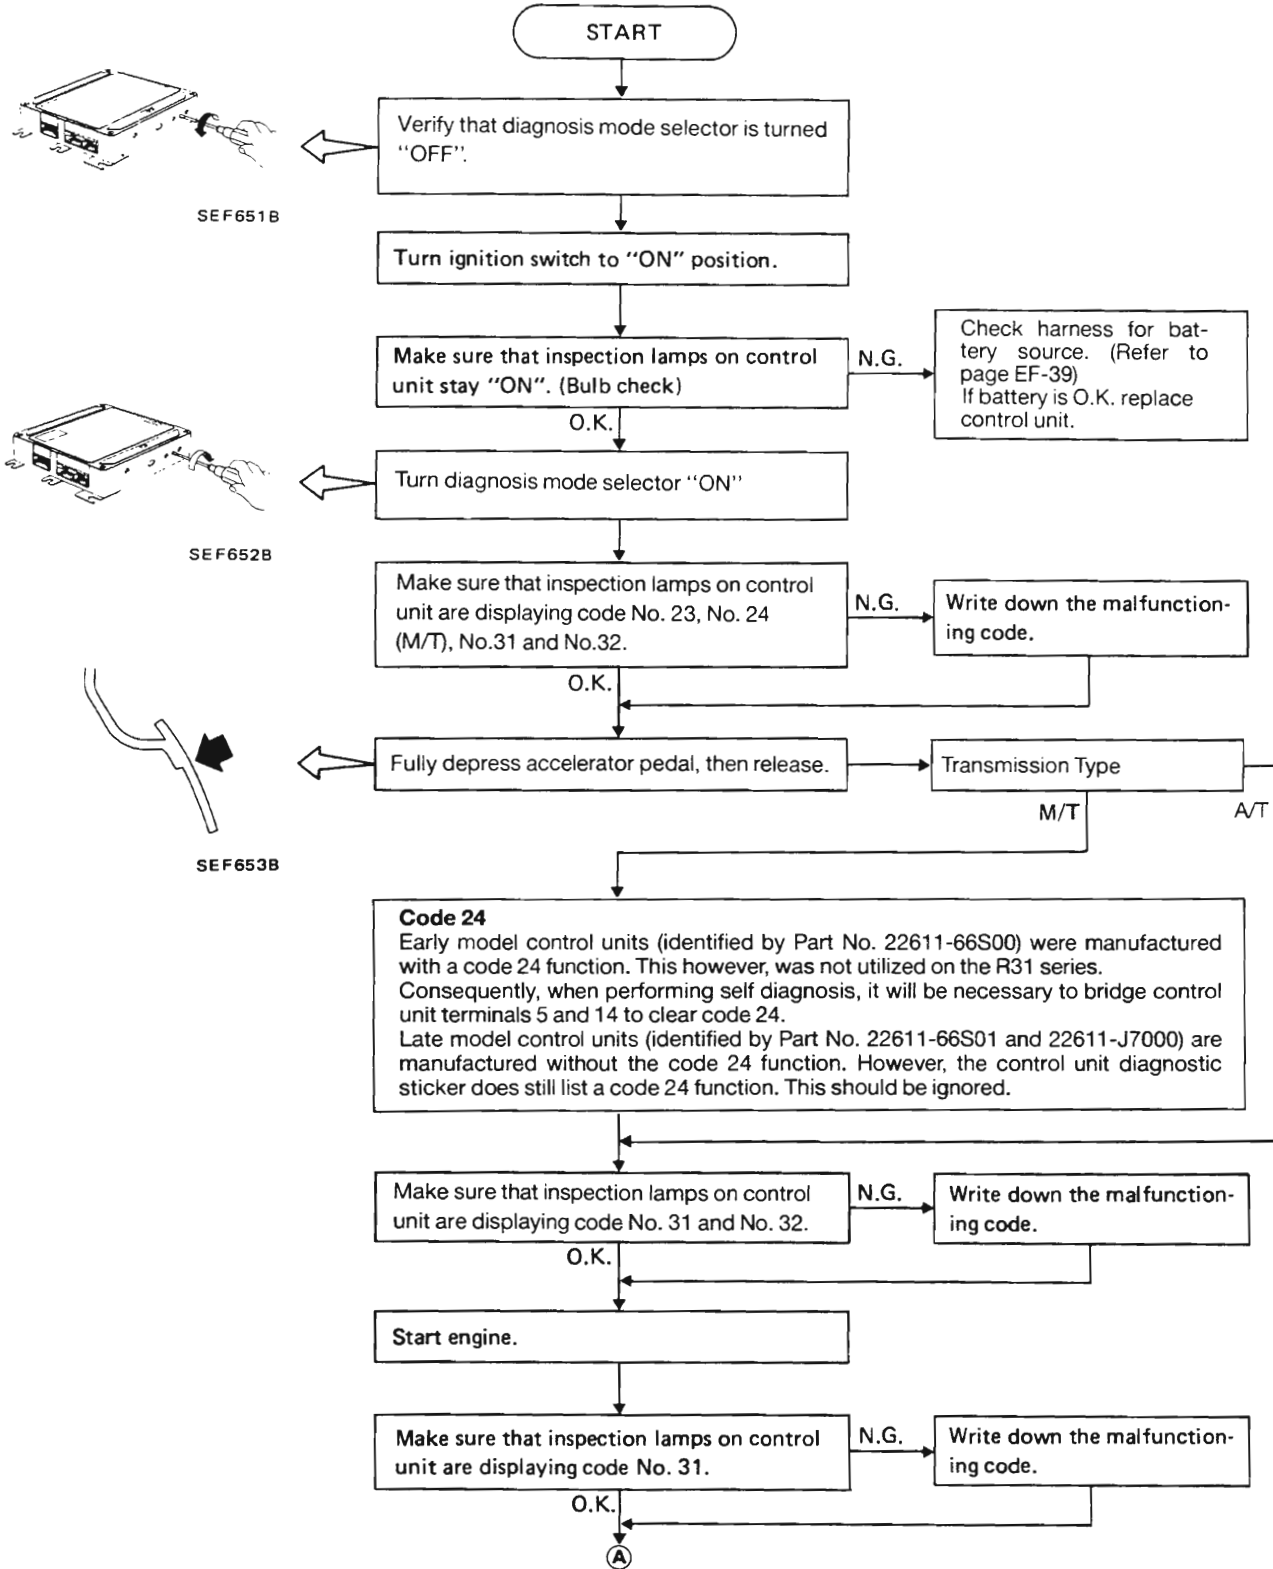 START
Verify that diagnosis mode selector is turned
“OFF”.
SEF651B
Turn ignition switch to “ON” position.
Make sure that inspection lamps on control
unit stay “ON”. (Bulb check)
N.G.
Check harness for bat-
tery source. (Refer to
page EF-39)
If battery is O.K. replace
control unit.
O.K.
Turn diagnosis mode selector “ON”
SEF652B
Make sure that inspection lamps on control
unit are displaying code No. 23, No. 24
(M/T), No.31 and No.32.
N.G.
Write down the malfunction-
ing code.
O.K.
Fully depress accelerator pedal, then release.
Transmission Type
M/T
A/T
SEF653B
Code 24
Early model control units (identified by Part No. 22611-66S00) were manufactured
with a code 24 function. This however, was not utilized on the R31 series.
Consequently, when performing self diagnosis, it will be necessary to bridge control
unit terminals 5 and 14 to clear code 24.
Late model control units (identified by Part No. 22611-66S01 and 22611-J7000) are
manufactured without the code 24 function. However, the control unit diagnostic
sticker does still list a code 24 function. This should be ignored.
Make sure that inspection lamps on control
unit are displaying code No. 31 and No. 32.
N.G.
Write down the malfunction-
ing code.
O.K.
Start engine.
Make sure that inspection lamps on control
unit are displaying code No. 31.
N.G.
Write down the malfunction-
ing code.
O.K.
A